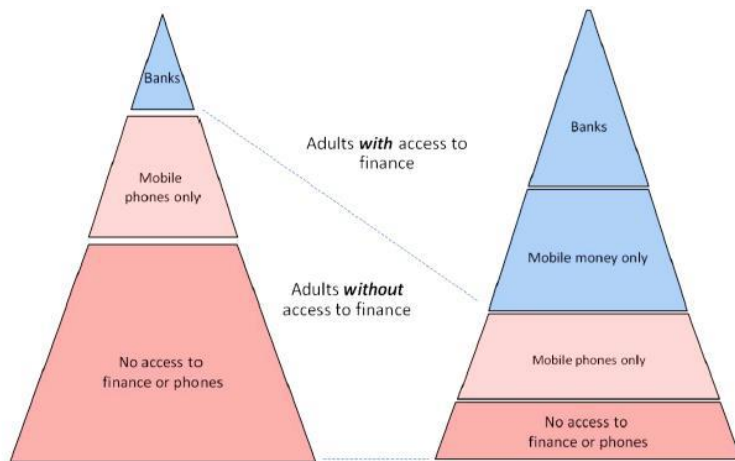 Banks
Mobile
phones only
No access to
finance or phones
Adults with access to
finance
Adults without
access to finance
Banks
Mobile money only
Mobile phones only
No access to
finance or phones